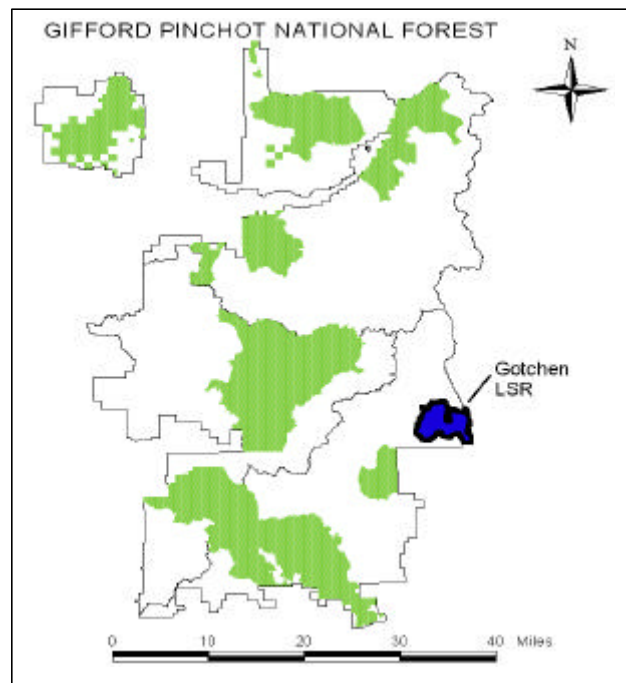 GIFFORD PINCHOT NATIONAL FOREST
N
Gotchen
LSR
0 10 20 30 40 Miles